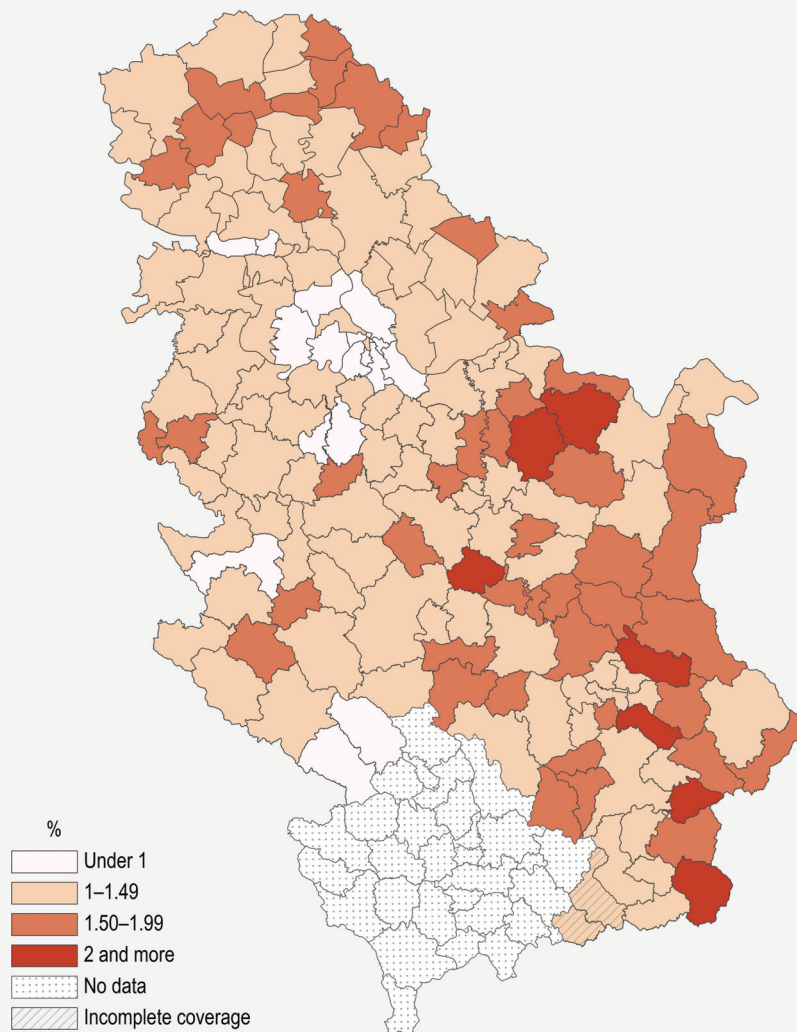 %
Under 1
1–1.49
1.50–1.99
2 and more
No data
Incomplete coverage